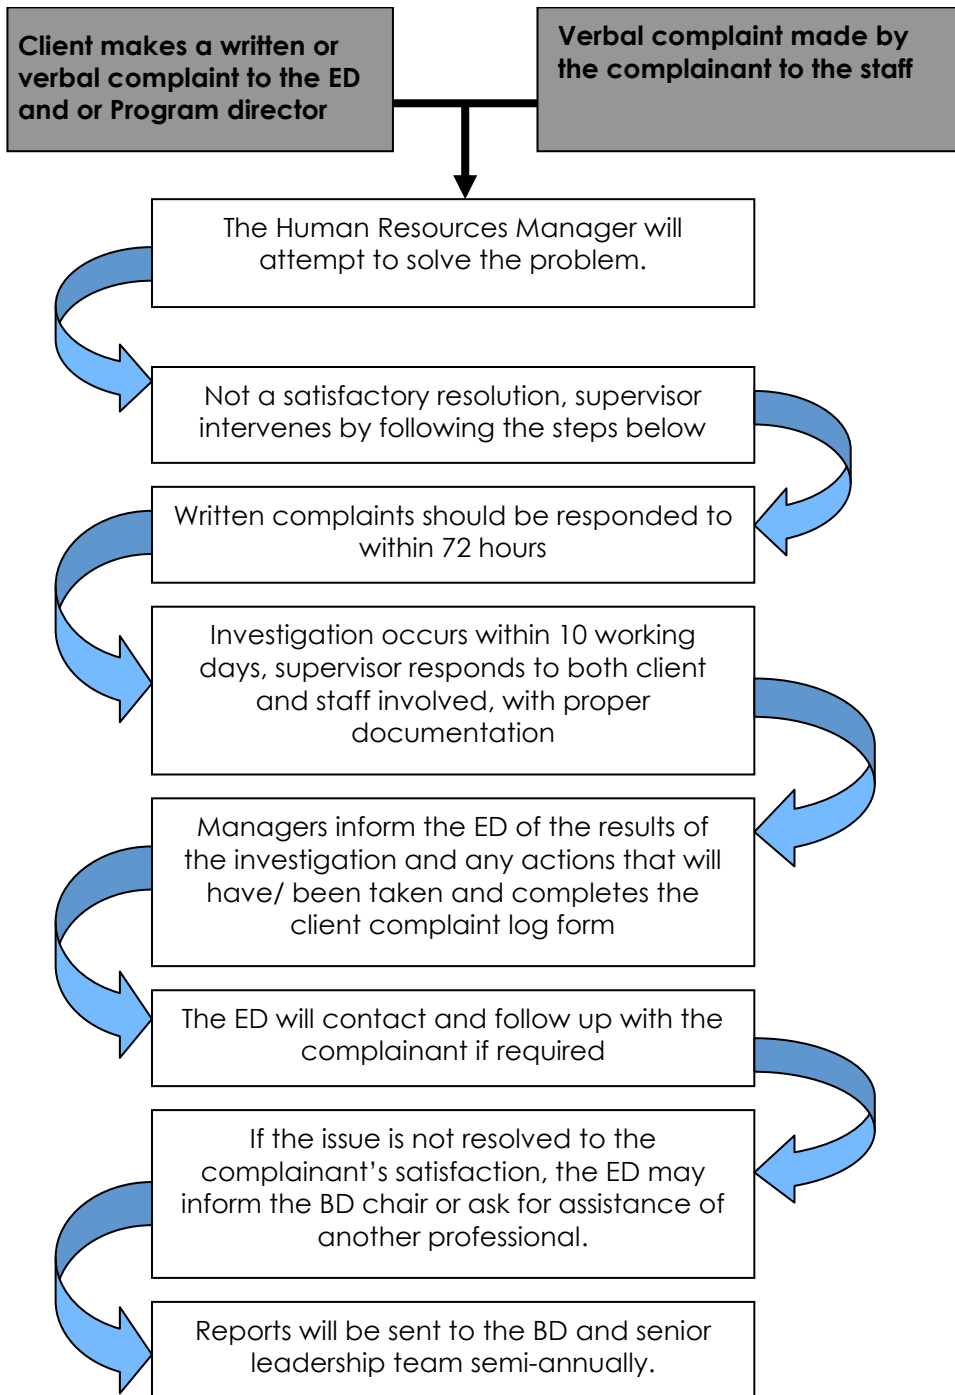 Client makes a written or
verbal complaint to the ED
and or Program director
Verbal complaint made by
the complainant to the staff
The Human Resources Manager will
attempt to solve the problem.
Not a satisfactory resolution, supervisor
intervenes by following the steps below
Written complaints should be responded to
within 72 hours
Investigation occurs within 10 working
days, supervisor responds to both client
and staff involved, with proper
documentation
Managers inform the ED of the results of
the investigation and any actions that will
have/ been taken and completes the
client complaint log form
The ED will contact and follow up with the
complainant if required
If the issue is not resolved to the
complainant’s satisfaction, the ED may
inform the BD chair or ask for assistance of
another professional.
Reports will be sent to the BD and senior
leadership team semi-annually.